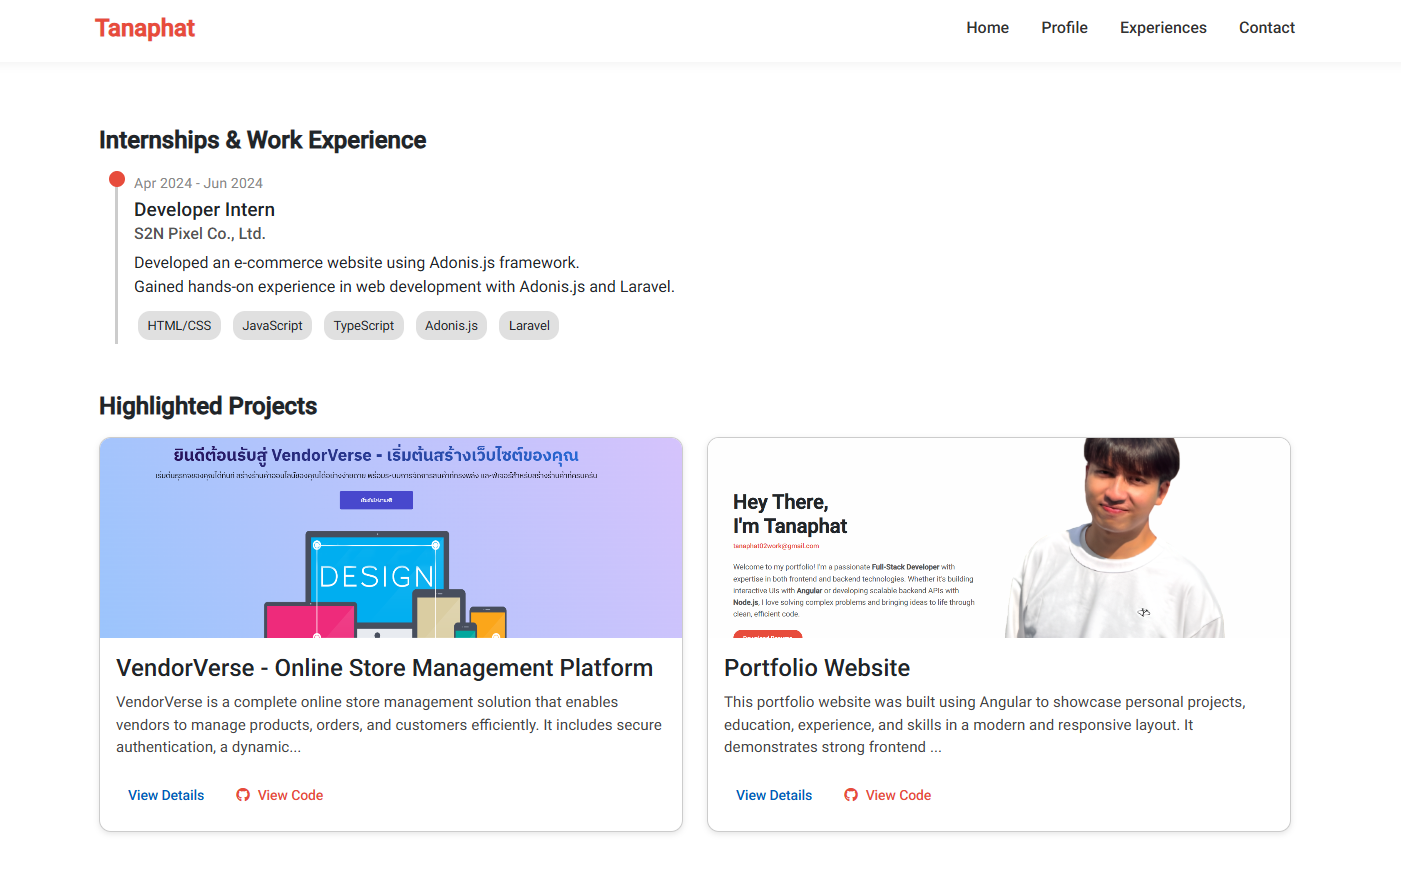 Tanaphat
Home Profile Experiences Contact
Internships & Work Experience
Apr 2024 - Jun 2024
Developer Intern
S2N Pixel Co., Ltd.
Developed an e-commerce website using Adonis.js framework.
Gained hands-on experience in web development with Adonis.js and Laravel.
HTML/CSS JavaScript TypeScript Adonis.js Laravel
Highlighted Projects
ยินดีต้อนรับสู่ VendorVerse - เริ่มต้นสร้างเว็บไซต์ของคุณ
DESIGN
VendorVerse - Online Store Management Platform
VendorVerse is a complete online store management solution that enables
vendors to manage products, orders, and customers efficiently. It includes secure
authentication, a dynamic...
View Details View Code
Hey There,
I'm Tanaphat
tanaphat02work@gmail.com
Welcome to my portfolio! I'm a passionate Full-Stack Developer with
expertise in both frontend and backend technologies. Whether it's building
interactive UIs with Angular or developing scalable backend APIs with
Node.js, I love solving complex problems and bringing ideas to life through
clean, efficient code.
Portfolio Website
This portfolio website was built using Angular to showcase personal projects,
education, experience, and skills in a modern and responsive layout. It
demonstrates strong frontend ...
View Details View Code